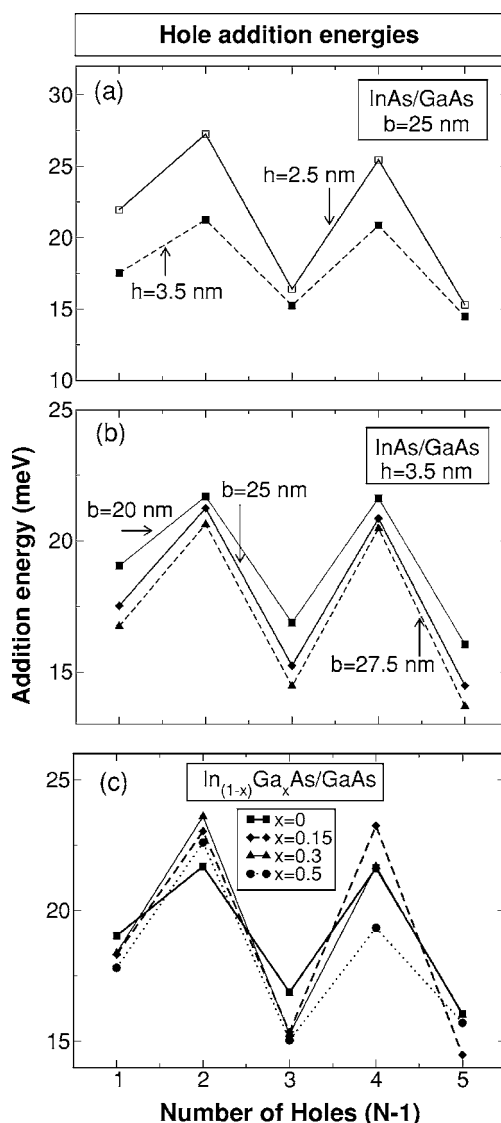 Hole addition energies
(a)
InAs/GaAs
b=25 nm
h=2.5 nm
h=3.5 nm
30
25
20
15
10
(b)
InAs/GaAs
h=3.5 nm
b=20 nm
b=25 nm
b=27.5 nm
25
20
15
Addition energy (meV)
(c)
In(1-x)GaxAs/GaAs
x=0
x=0.15
x=0.3
x=0.5
25
20
15
1 2 3 4 5
Number of Holes (N-1)